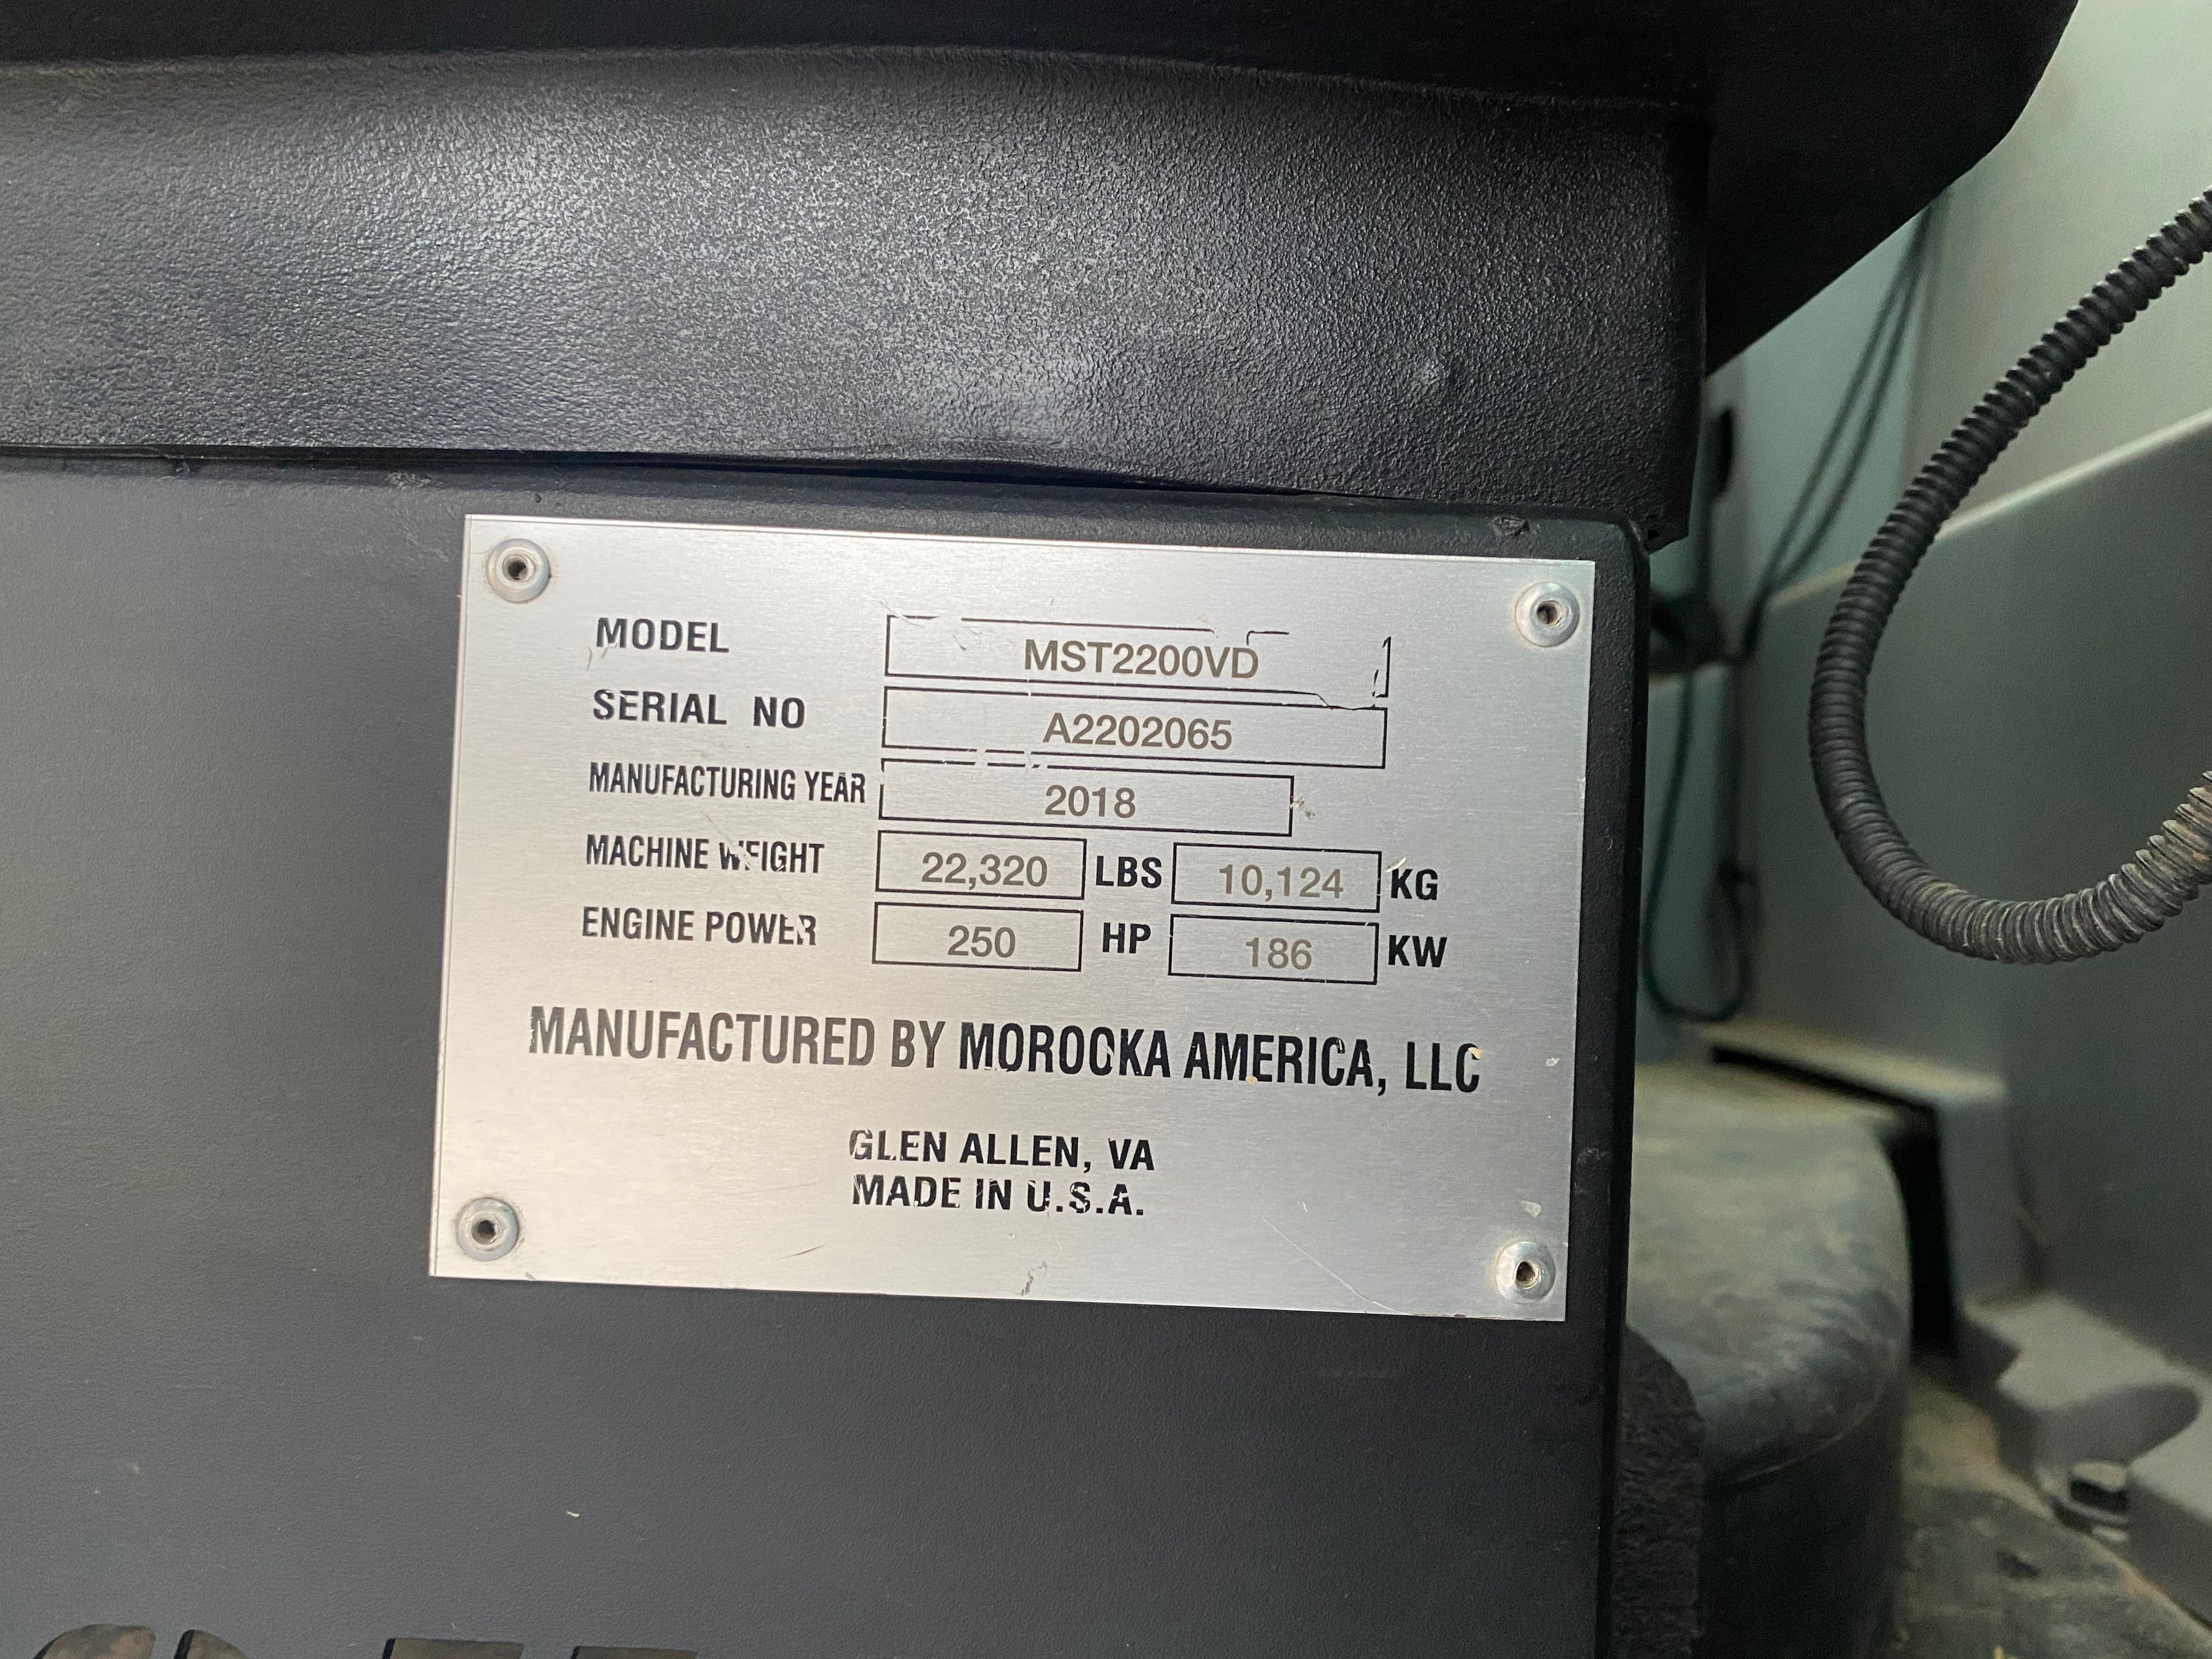 MODEL MST2200VD
SERIAL NO A2202065
MANUFACTURING YEAR 2018
MACHINE WEIGHT 22,320 LBS 10,124 KG
ENGINE POWER 250 HP 186 KW
MANUFACTURED BY MOROOKA AMERICA, LLC
GLEN ALLEN, VA
MADE IN U.S.A.